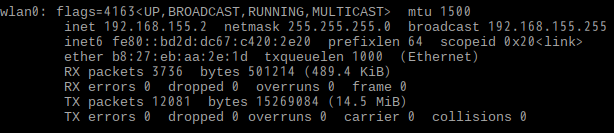 wlan0: flags=4163<UP,BROADCAST,RUNNING,MULTICAST>  mtu 1500
        inet 192.168.155.2  netmask 255.255.255.0  broadcast 192.168.155.255
        inet6 fe80::bd2d:dc67:c420:2e20  prefixlen 64  scopeid 0x20<link>
        ether b8:27:eb:aa:2e:1d  txqueuelen 1000  (Ethernet)
        RX packets 3736  bytes 501214 (489.4 KiB)
        RX errors 0  dropped 0  overruns 0  frame 0
        TX packets 12081  bytes 15269084 (14.5 MiB)
        TX errors 0  dropped 0 overruns 0  carrier 0  collisions 0